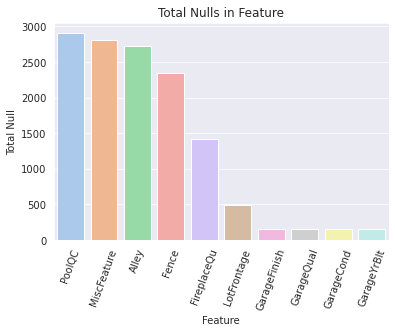 Total Nulls in Feature
3000
2500
2000
1500
1000
500
0
Total Null
PoolQC
MiscFeature
Alley
Fence
FireplaceQu
LotFrontage
GarageFinish
GarageQual
GarageCond
GarageYrBlt
Feature